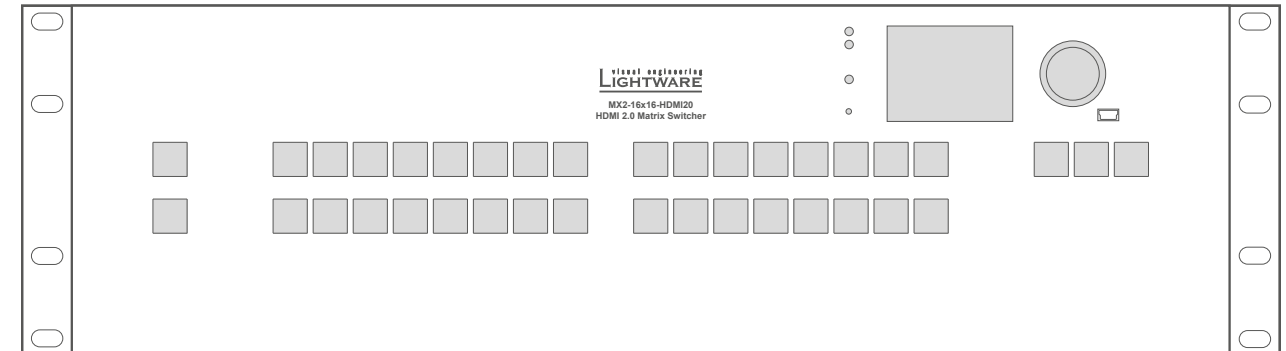 visual engineering
LIGHTWARE
MX2-16x16-HDMI20
HDMI 2.0 Matrix Switcher